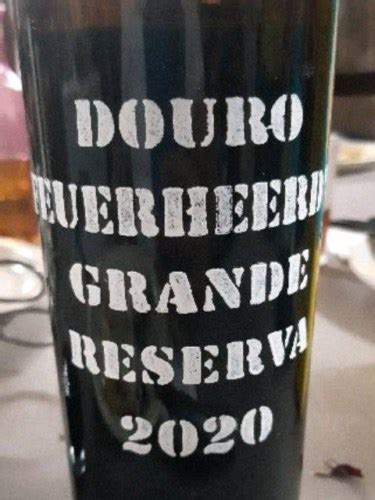 DOURO
FEUERHEERD
GRANDE
RESERVA
2020